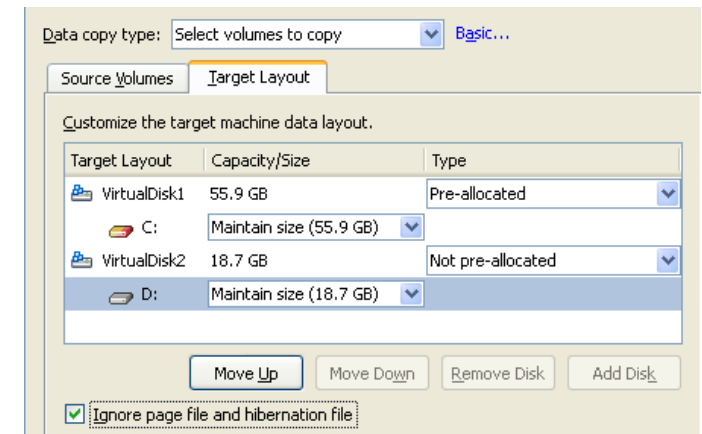 Data copy type: Select volumes to copy Basic...
Source Volumes Target Layout
Customize the target machine data layout.
Target Layout Capacity/Size Type
VirtualDisk1 55.9 GB Pre-allocated
C: Maintain size (55.9 GB)
VirtualDisk2 18.7 GB Not pre-allocated
D: Maintain size (18.7 GB)
Move Up Move Down Remove Disk Add Disk
Ignore page file and hibernation file